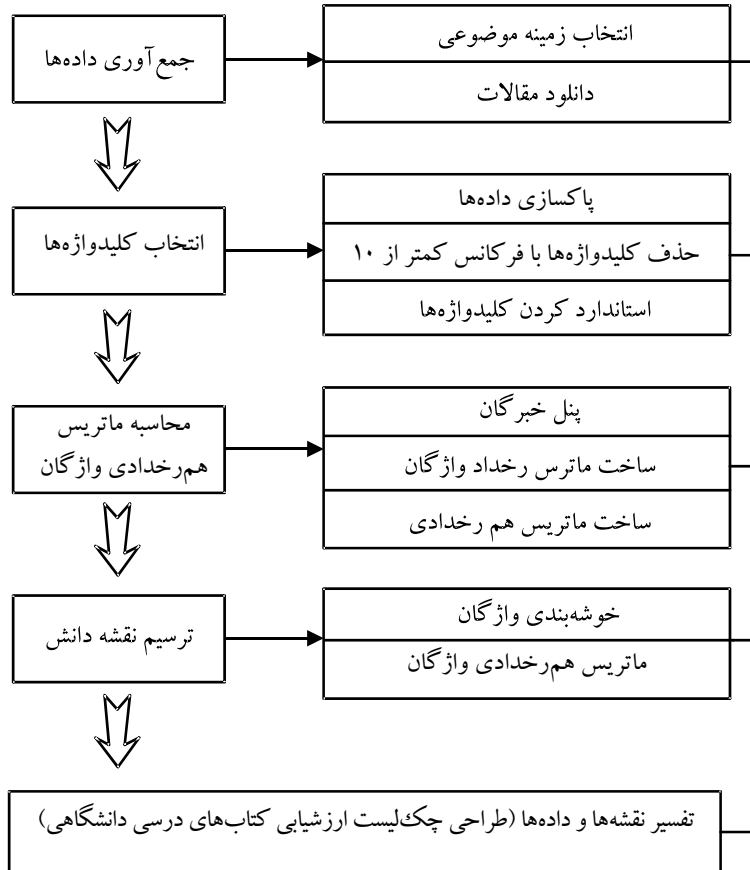 جمع‌آوری داده‌ها
انتخاب زمینه موضوعی
دانلود مقالات
انتخاب کلیدواژه‌ها
پاکسازی داده‌ها
حذف کلیدواژه‌ها با فرکانس کمتر از ۱۰
استاندارد کردن کلیدواژه‌ها
محاسبه ماتریس
هم‌رخدادی واژگان
پنل خبرگان
ساخت ماترس رخداد واژگان
ساخت ماتریس هم رخدادی
ترسیم نقشه دانش
خوشه‌بندی واژگان
ماتریس هم‌رخدادی واژگان
تفسیر نقشه‌ها و داده‌ها (طراحی چک‌لیست ارزشیابی کتاب‌های درسی دانشگاهی)